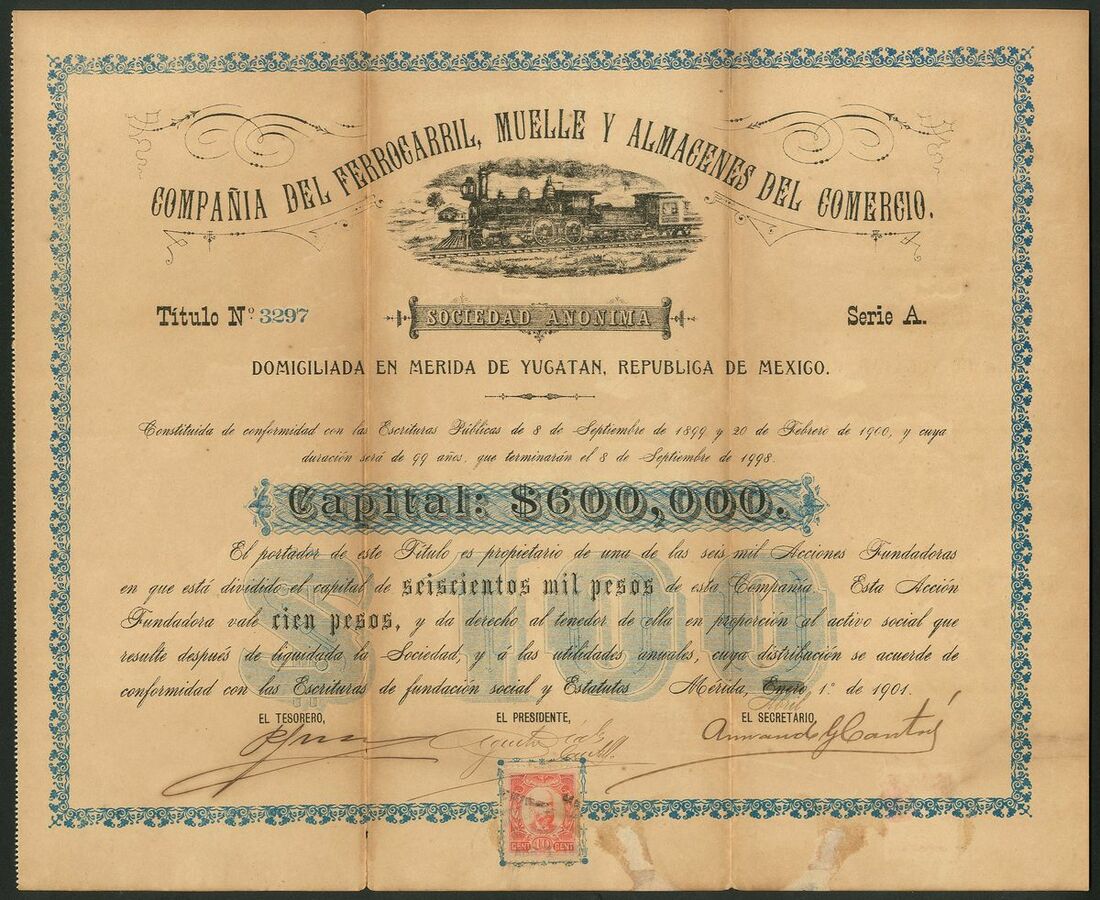 COMPAÑIA DEL FERROCARRIL, MUELLE Y ALMACENES DEL COMERCIO.
Título Nº 3297
SOCIEDAD ANONIMA
Serie A.
DOMICILIADA EN MERIDA DE YUCATAN, REPUBLICA DE MEXICO.
Constituida de conformidad con las Escrituras Públicas de 8 de Septiembre de 1899 y 20 de Febrero de 1900, y cuya
duración será de 99 años, que terminarán el 8 de Septiembre de 1998.
Capital: $600,000.
El portador de este Título es propietario de una de las seis mil Acciones Fundadoras
en que está dividido el capital de seiscientos mil pesos de esta Compañía. Esta Acción
Fundadora vale cien pesos, y da derecho al tenedor de ella en proporción al activo social que
resulte después de liquidada la Sociedad, y á las utilidades anuales, cuya distribución se acuerde de
conformidad con las Escrituras de fundación social y Estatutos Mérida, Enero 1º de 1901.
Abril
$100
EL TESORERO,
EL PRESIDENTE,
EL SECRETARIO,
CENT 10 CENT